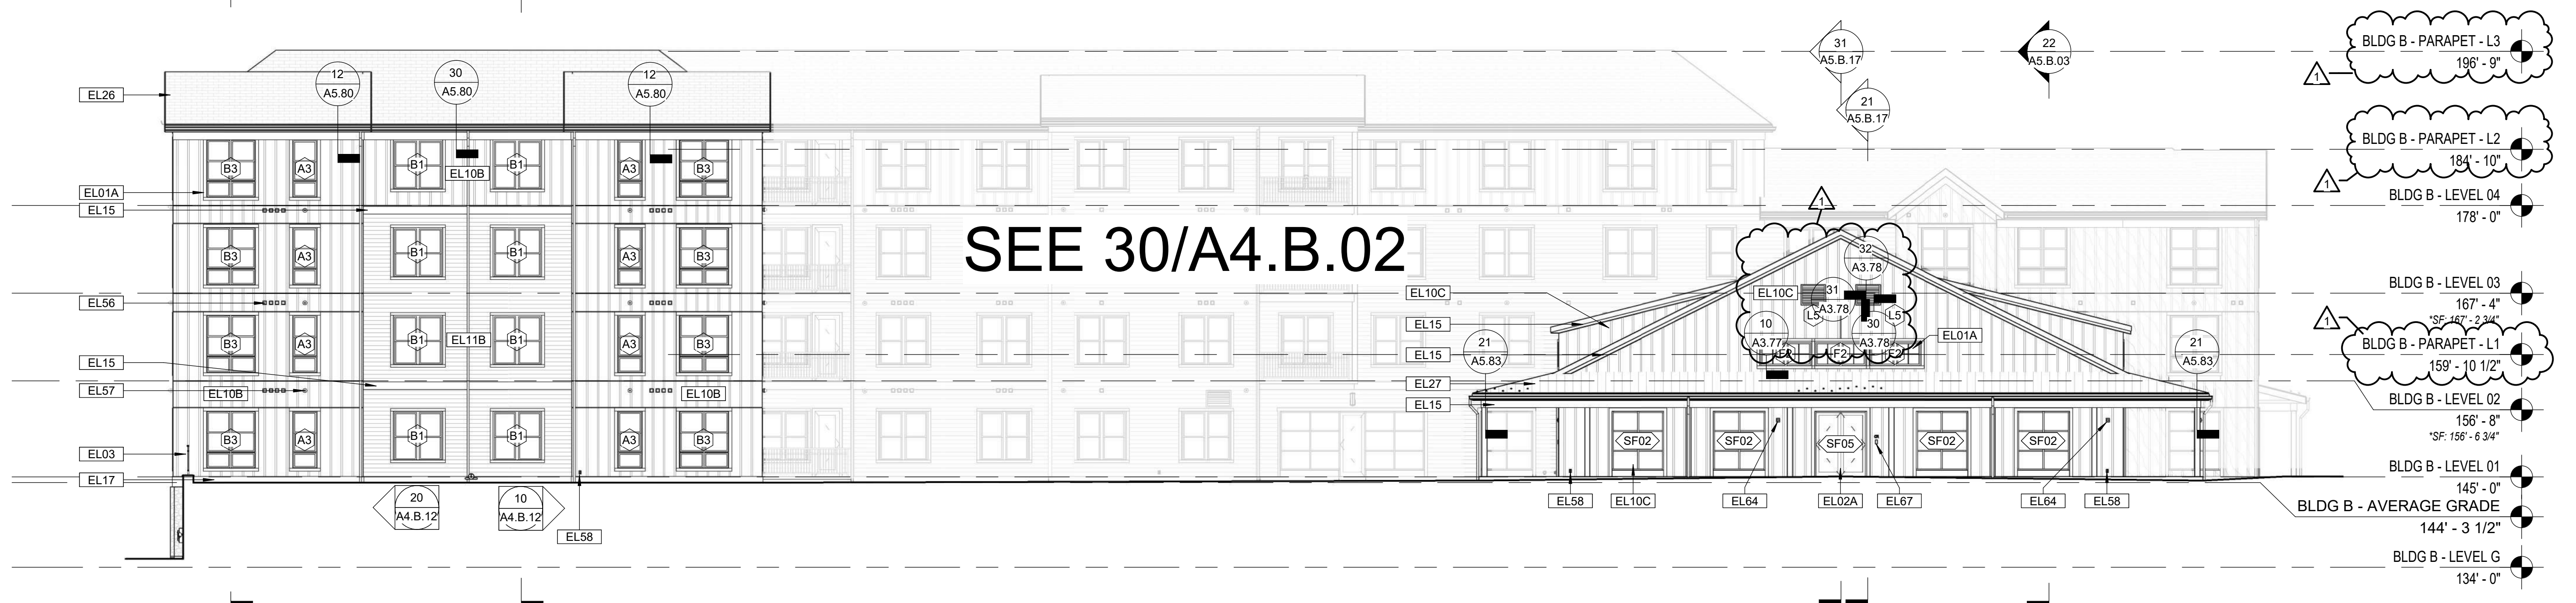 BLDG B - PARAPET - L3
196' - 9"
1
31
A5.B.17
22
A5.B.03
12
A5.80
30
A5.80
12
A5.80
EL26
21
A5.B.17
BLDG B - PARAPET - L2
184' - 10"
1
B3
A3
B1
B1
A3
B3
EL10B
EL01A
EL15
BLDG B - LEVEL 04
178' - 0"
1
SEE 30/A4.B.02
B3
A3
B1
B1
A3
B3
32
A3.78
BLDG B - LEVEL 03
167' - 4"
*SF: 167' - 2 3/4"
EL56
EL10C
EL10C
31
A3.78
L5
L5
EL15
10
A3.77
30
A3.78
EL01A
1
B3
A3
B1
EL11B
B1
A3
B3
21
A5.83
EL15
F2
21
A5.83
BLDG B - PARAPET - L1
159' - 10 1/2"
EL15
EL27
EL57
EL10B
EL10B
EL15
BLDG B - LEVEL 02
156' - 8"
*SF: 156' - 6 3/4"
B3
A3
B1
B1
A3
B3
SF02
SF02
SF05
SF02
SF02
EL03
EL17
BLDG B - LEVEL 01
145' - 0"
20
A4.B.12
10
A4.B.12
EL58
EL58
EL10C
EL64
EL02A
EL67
EL64
EL58
BLDG B - AVERAGE GRADE
144' - 3 1/2"
BLDG B - LEVEL G
134' - 0"